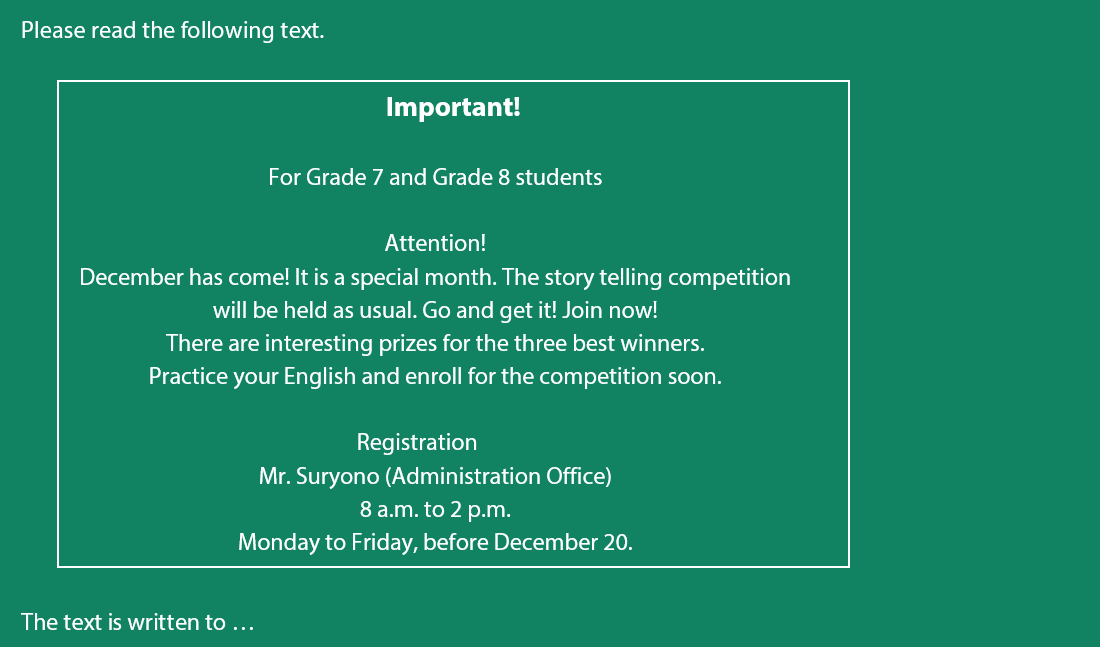 Please read the following text.
Important!
For Grade 7 and Grade 8 students
Attention!
December has come! It is a special month. The story telling competition
will be held as usual. Go and get it! Join now!
There are interesting prizes for the three best winners.
Practice your English and enroll for the competition soon.
Registration
Mr. Suryono (Administration Office)
8 a.m. to 2 p.m.
Monday to Friday, before December 20.
The text is written to …